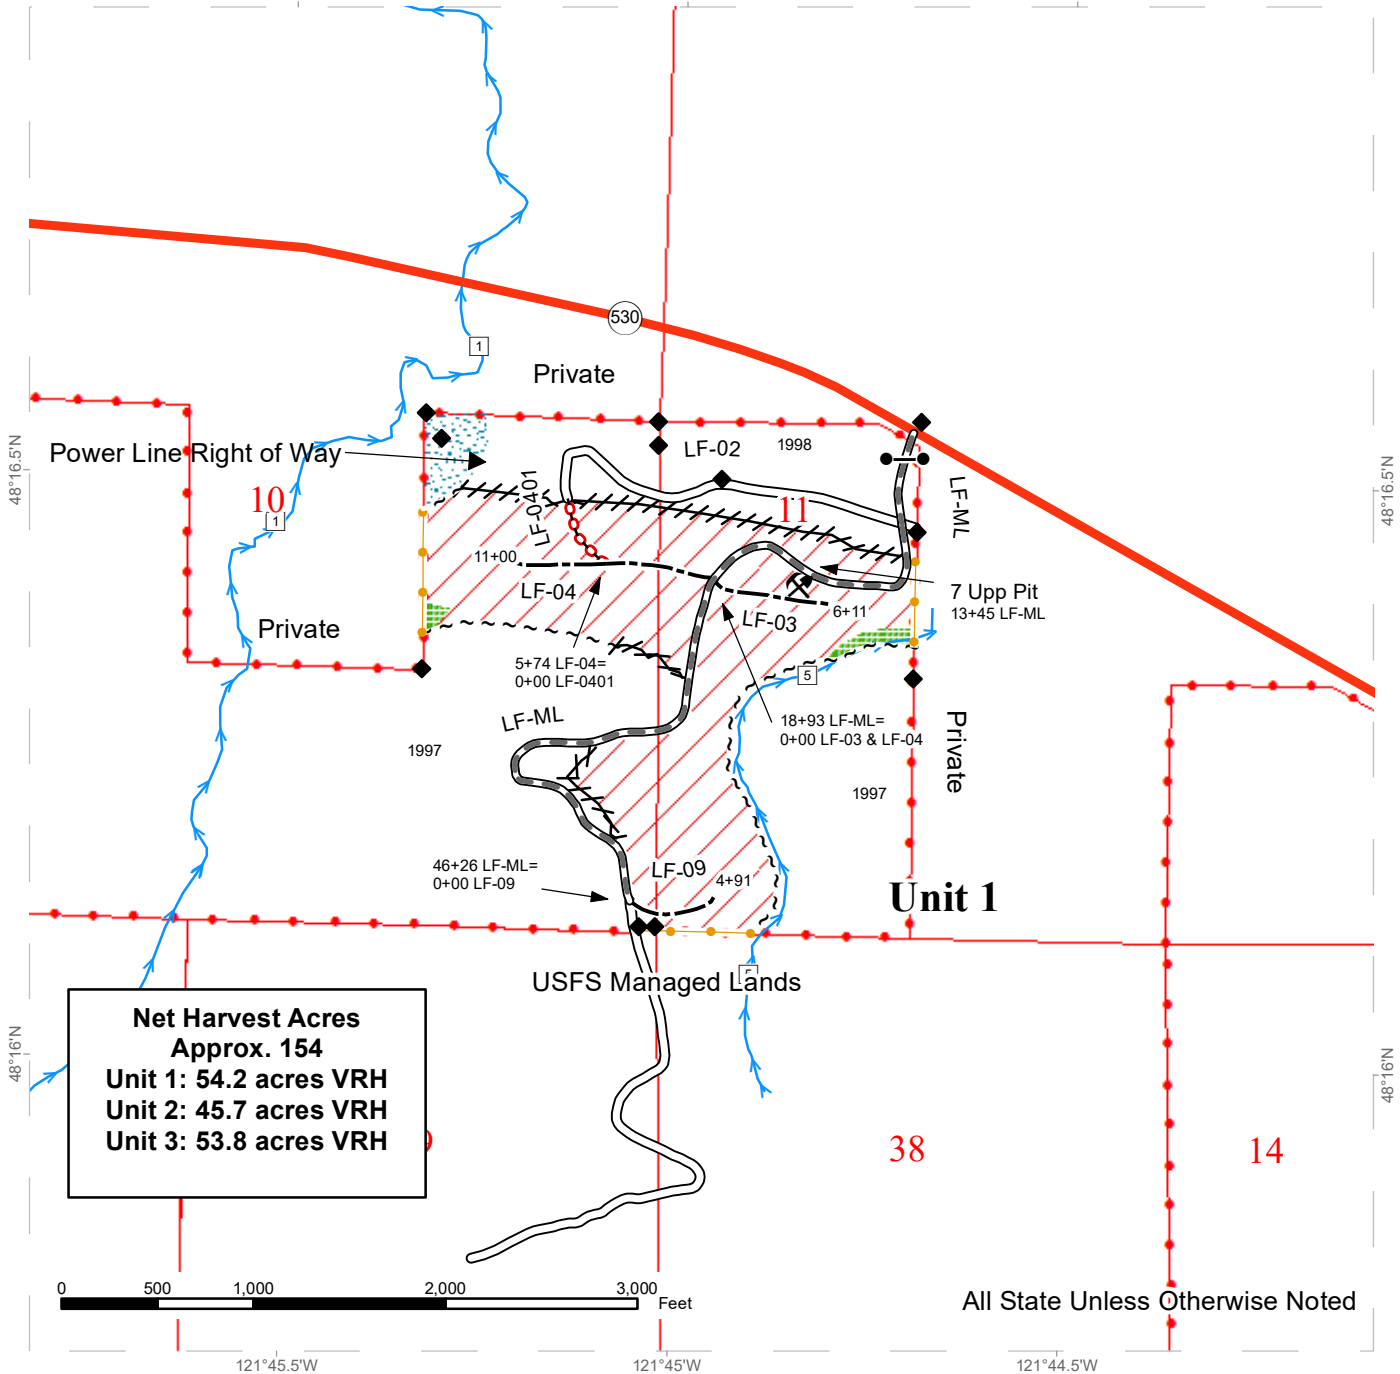 530
1
Private
LF-02
1998
Power Line Right of Way
48°16.5'N
48°16.5'N
10
1
LF-0401
11
LF-ML
11+00
LF-04
7 Upp Pit
13+45 LF-ML
6+11
LF-03
Private
5+74 LF-04=
0+00 LF-0401
5
LF-ML
18+93 LF-ML=
0+00 LF-03 & LF-04
Private
1997
1997
46+26 LF-ML=
0+00 LF-09
LF-09
4+91
Unit 1
5
USFS Managed Lands
48°16'N
48°16'N
Net Harvest Acres
Approx. 154
Unit 1: 54.2 acres VRH
Unit 2: 45.7 acres VRH
Unit 3: 53.8 acres VRH
38
14
0 500 1,000 2,000 3,000
Feet
All State Unless Otherwise Noted
121°45.5'W
121°45'W
121°44.5'W